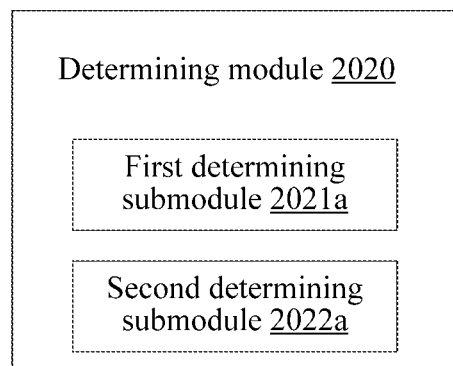 Determining module 2020
First determining
submodule 2021a
Second determining
submodule 2022a